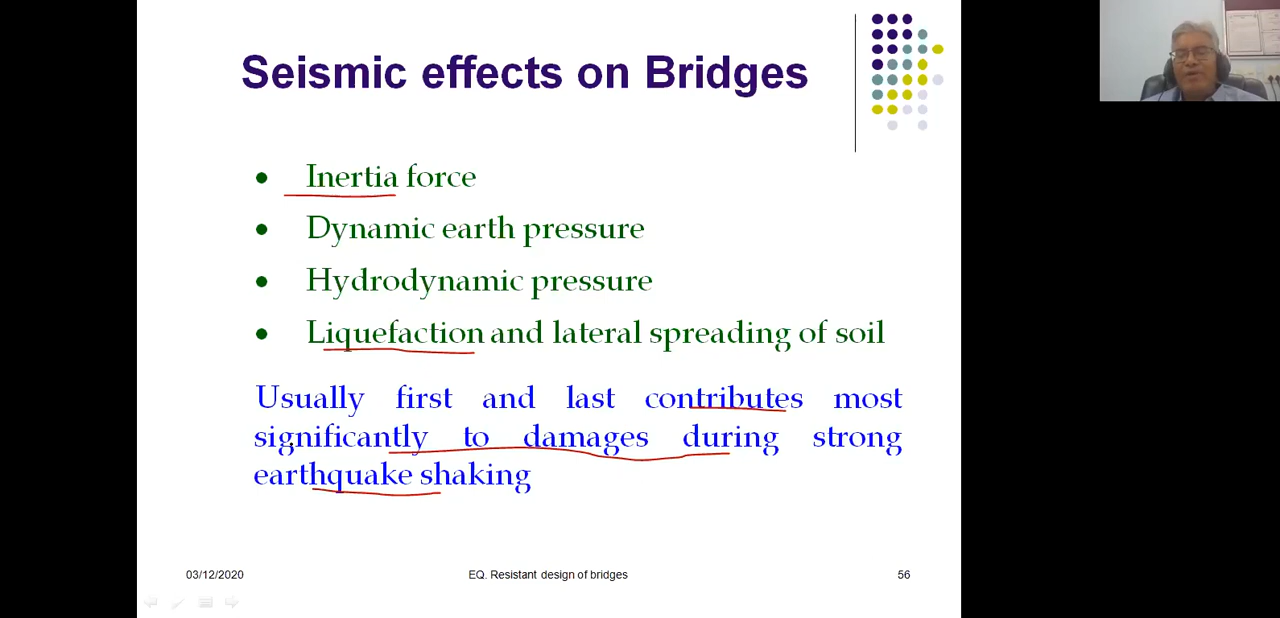 Seismic effects on Bridges
• Inertia force
• Dynamic earth pressure
• Hydrodynamic pressure
• Liquefaction and lateral spreading of soil
Usually first and last contributes most
significantly to damages during strong
earthquake shaking
03/12/2020 EQ. Resistant design of bridges 56